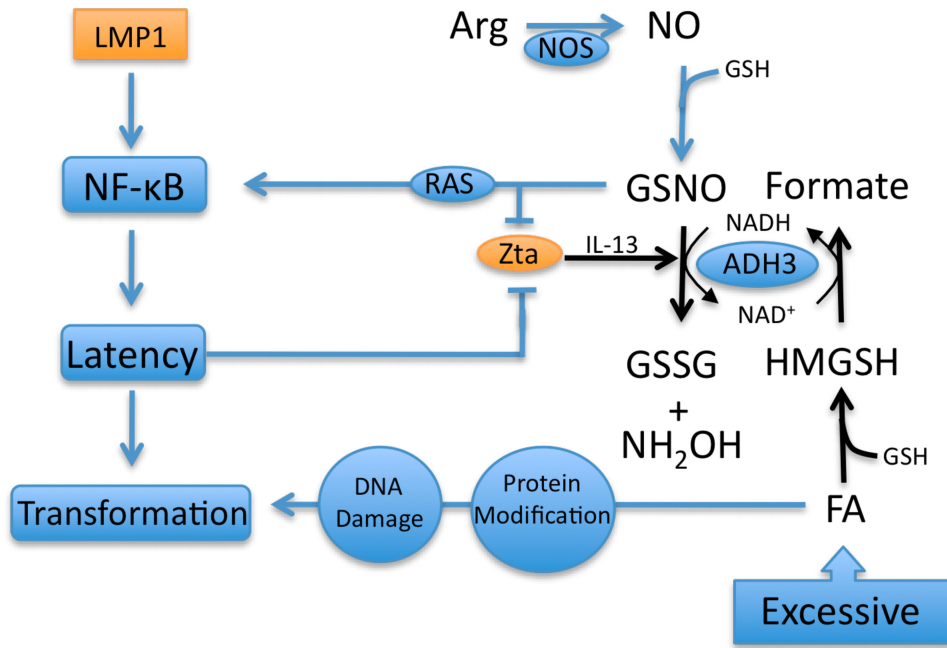 LMP1
Arg
NOS
NO
GSH
NF-κB
RAS
GSNO
Formate
Zta
IL-13
NADH
ADH3
NAD⁺
Latency
GSSG
+
NH₂OH
HMGSH
GSH
Transformation
DNA
Damage
Protein
Modification
FA
Excessive